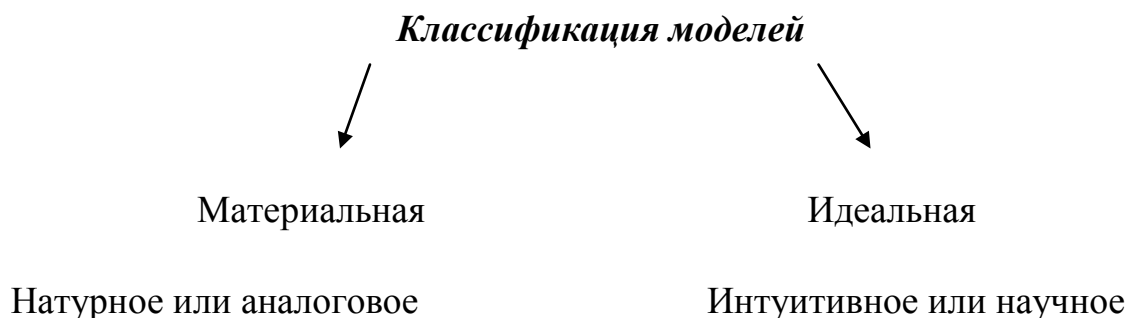 Классификация моделей
Материальная Идеальная
Натурное или аналоговое Интуитивное или научное